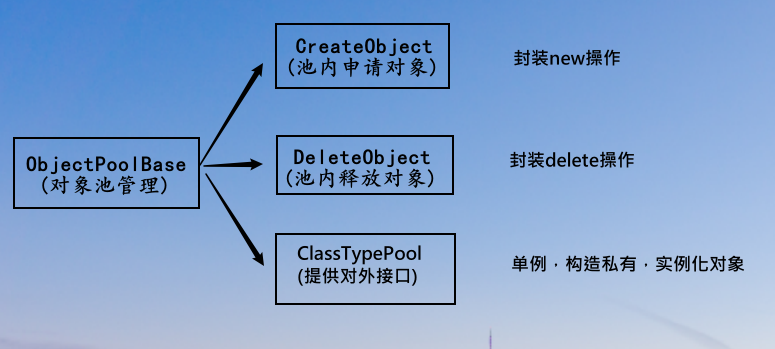 CreateObject
(池内申请对象)
封装new操作
ObjectPoolBase
(对象池管理)
DeleteObject
(池内释放对象)
封装delete操作
ClassTypePool
(提供对外接口)
单例，构造私有，实例化对象